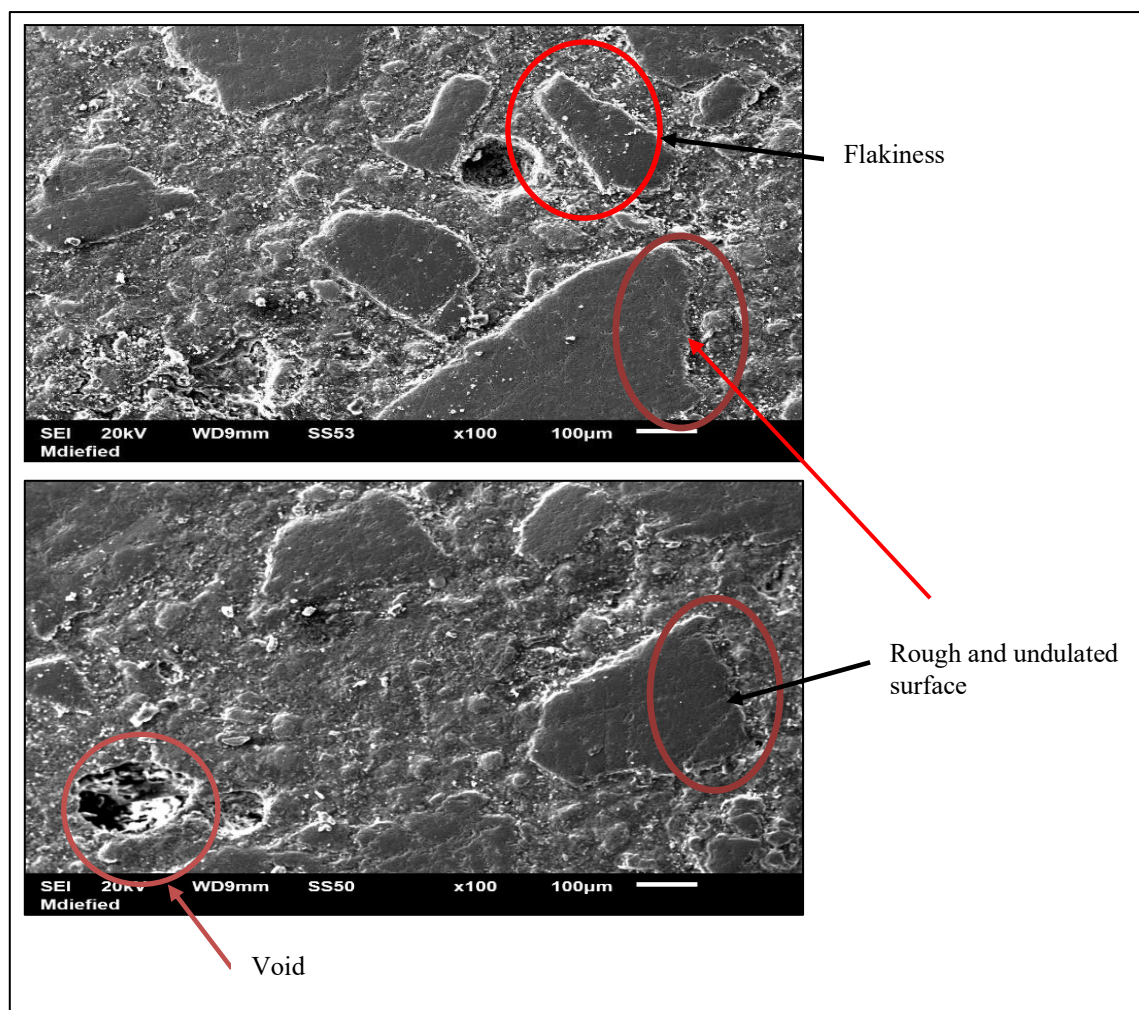 Flakiness
SEI 20kV WD9mm SS53 x100 100µm
Mdiefied
Rough and undulated
surface
SEI 20kV WD9mm SS50 x100 100µm
Mdiefied
Void